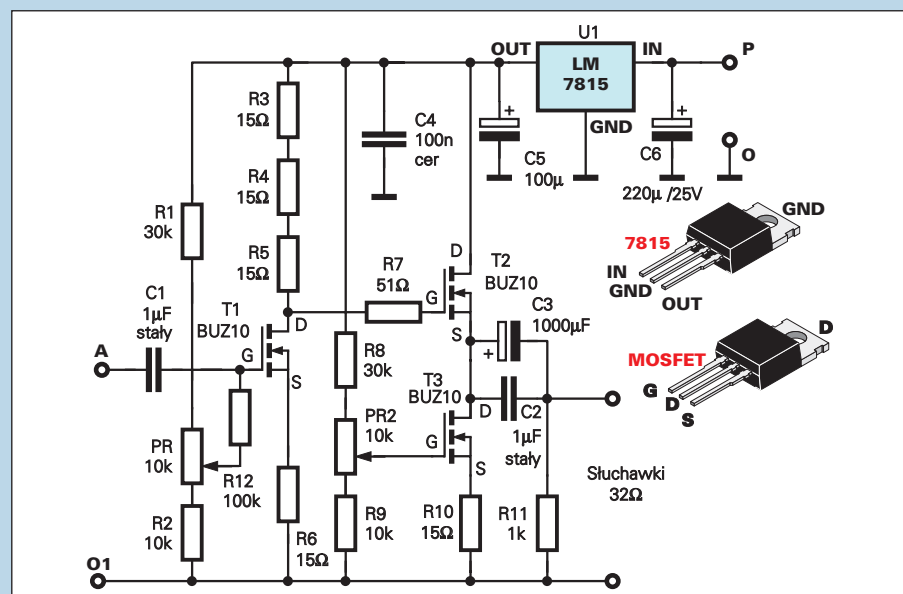 U1
OUT
IN
P
LM
7815
GND
R3
15Ω
C4
100n
cer
+
C5
100µ
+
C6
220µ /25V
O
R4
15Ω
R1
30k
R5
15Ω
GND
7815
IN
GND
OUT
D
T2
BUZ10
R7
51Ω
G
S
C1
1µF
stały
T1
BUZ10
D
G
S
C3
1000µF
+
A
R8
30k
T3
BUZ10
D
G
S
C2
1µF
stały
MOSFET
D
G
D
S
PR
10k
R12
100k
PR2
10k
Słuchawki
32Ω
R2
10k
R6
15Ω
R9
10k
R10
15Ω
R11
1k
O1